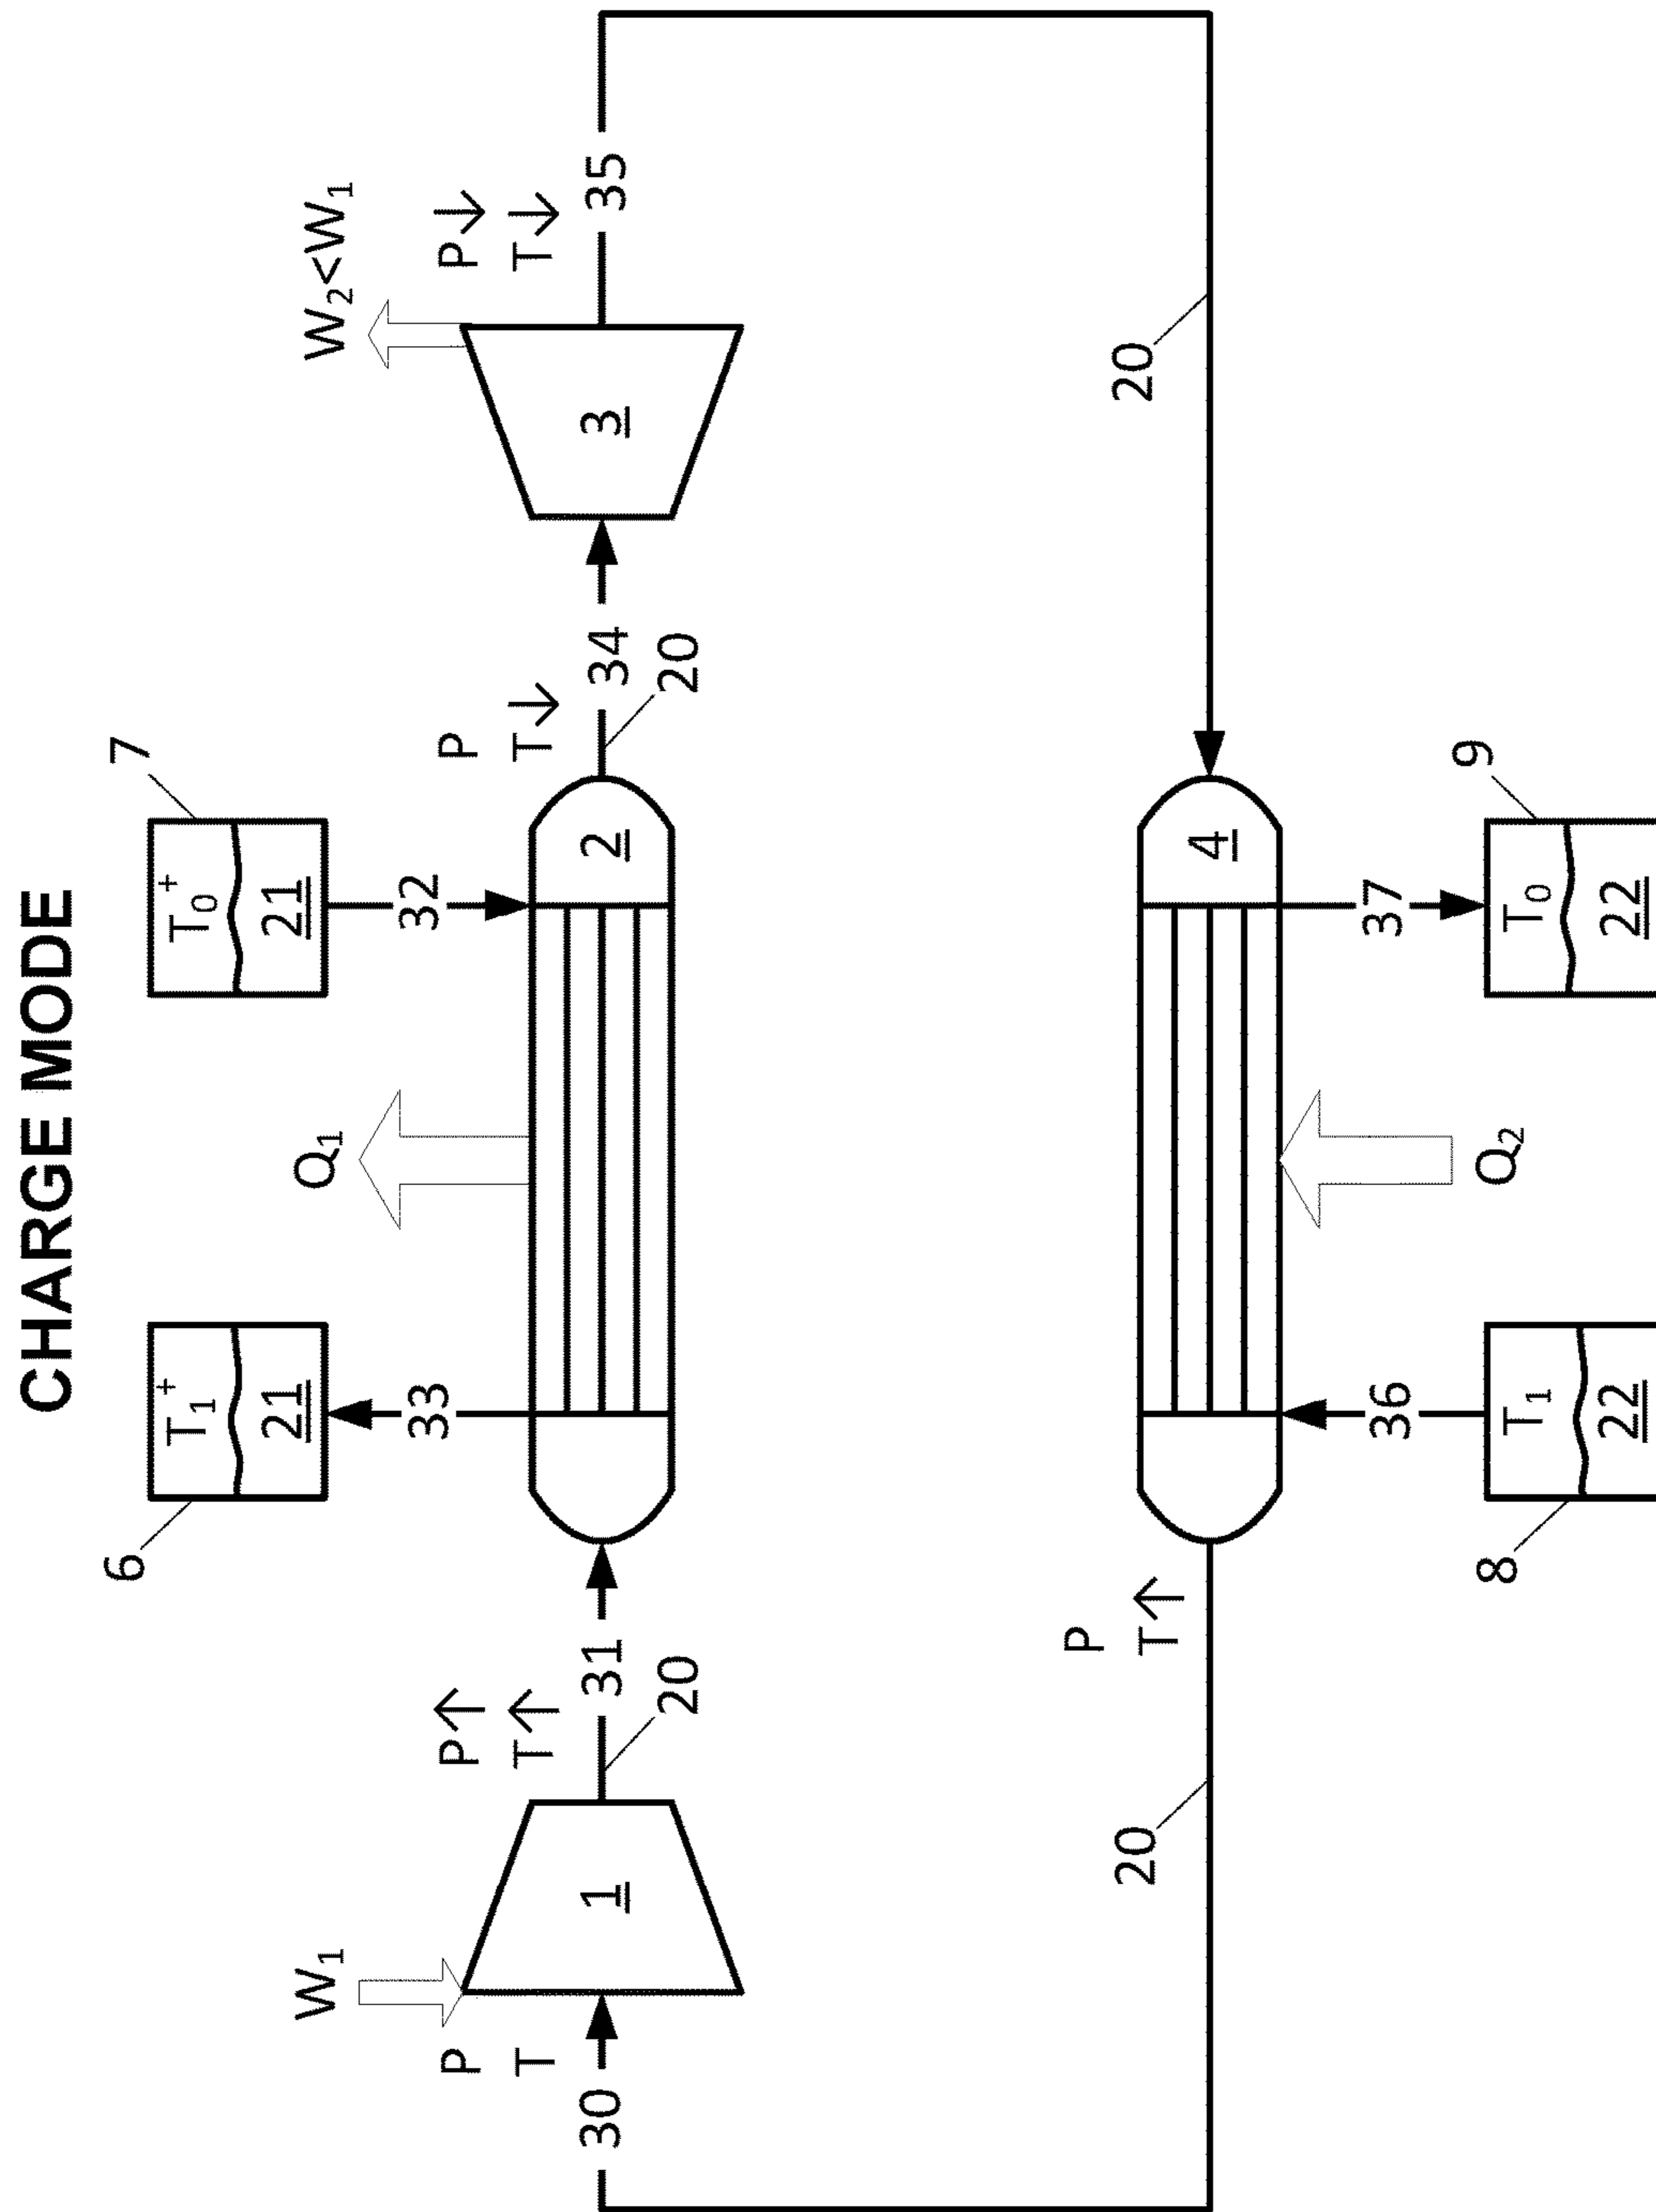 CHARGE MODE
6
7
T₁⁺
21
T₀⁺
21
W₁
Q₁
W₂<W₁
33
32
P
T
P↑
T↑
P
T↓
P↓
T↓
30
1
31
20
2
34
20
3
35
P
T↑
20
20
4
36
37
Q₂
8
9
T₁
22
T₀
22